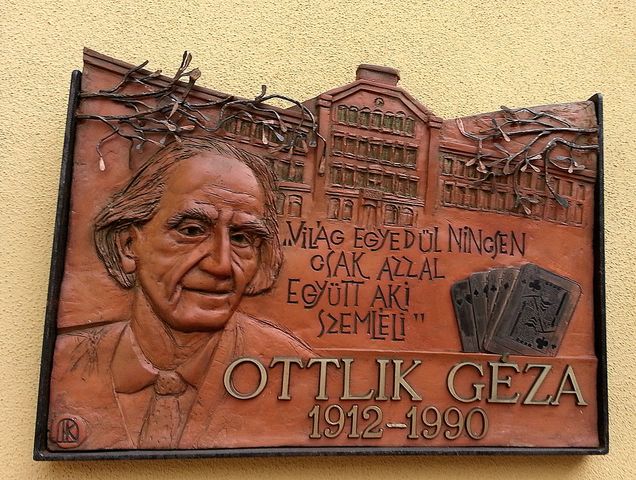 „VILÁG EGYEDÜL NINCSEN
CSAK AZZAL
EGYÜTT AKI
SZEMLÉLI"
OTTLIK GÉZA
1912-1990